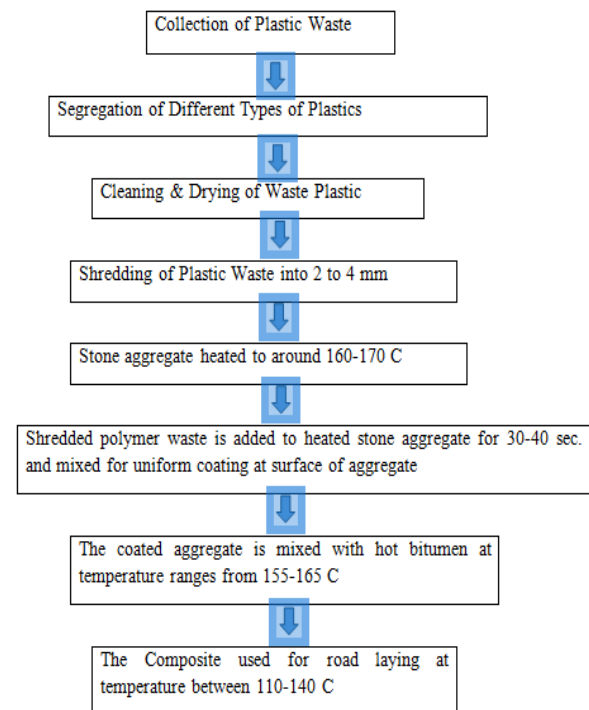 Collection of Plastic Waste
Segregation of Different Types of Plastics
Cleaning & Drying of Waste Plastic
Shredding of Plastic Waste into 2 to 4 mm
Stone aggregate heated to around 160-170 C
Shredded polymer waste is added to heated stone aggregate for 30-40 sec.
and mixed for uniform coating at surface of aggregate
The coated aggregate is mixed with hot bitumen at
temperature ranges from 155-165 C
The Composite used for road laying at
temperature between 110-140 C